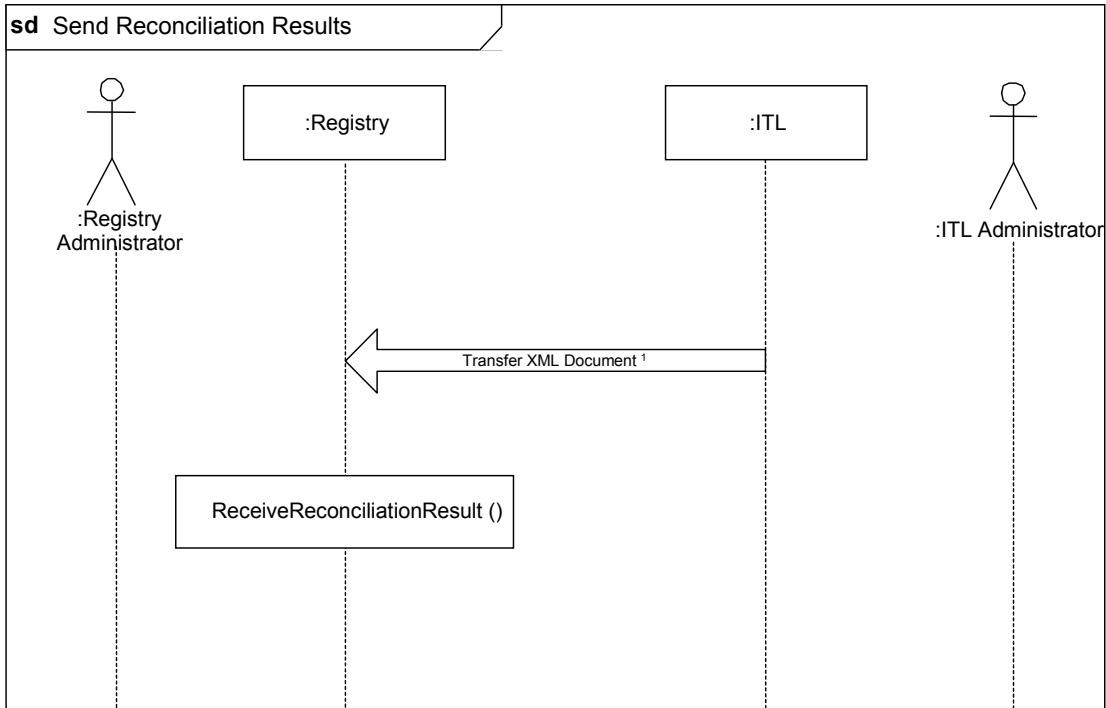 sd Send Reconciliation Results
:Registry
:ITL
:Registry
Administrator
:ITL Administrator
Transfer XML Document ¹
ReceiveReconciliationResult ()